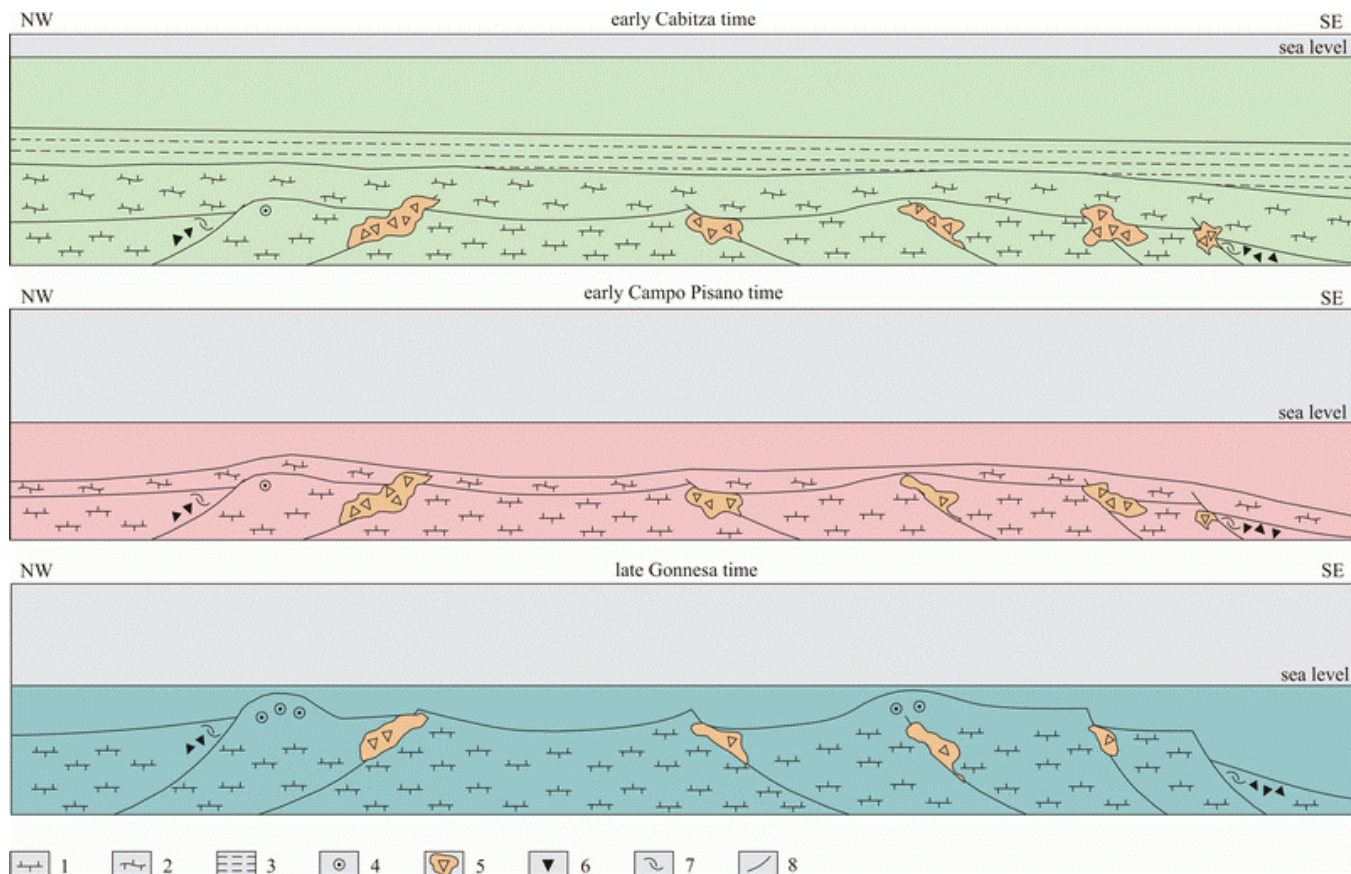 NW early Cabitza time SE
sea level
NW early Campo Pisano time SE
sea level
NW late Gonnesa time SE
sea level
1 2 3 4 5 6 7 8